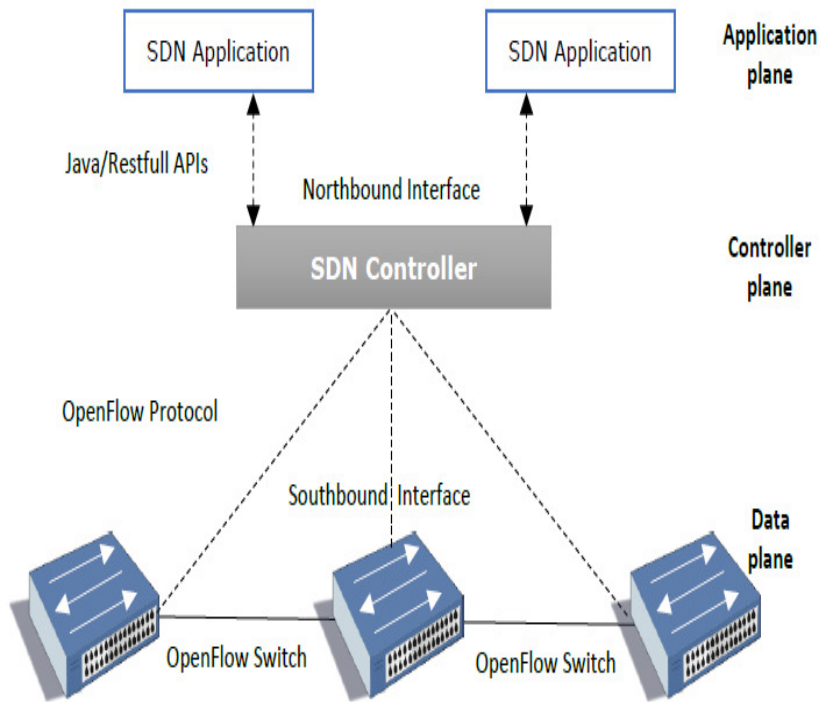 SDN Application
SDN Application
Application
plane
Java/Restfull APIs
Northbound Interface
SDN Controller
Controller
plane
OpenFlow Protocol
Southbound Interface
Data
plane
OpenFlow Switch
OpenFlow Switch